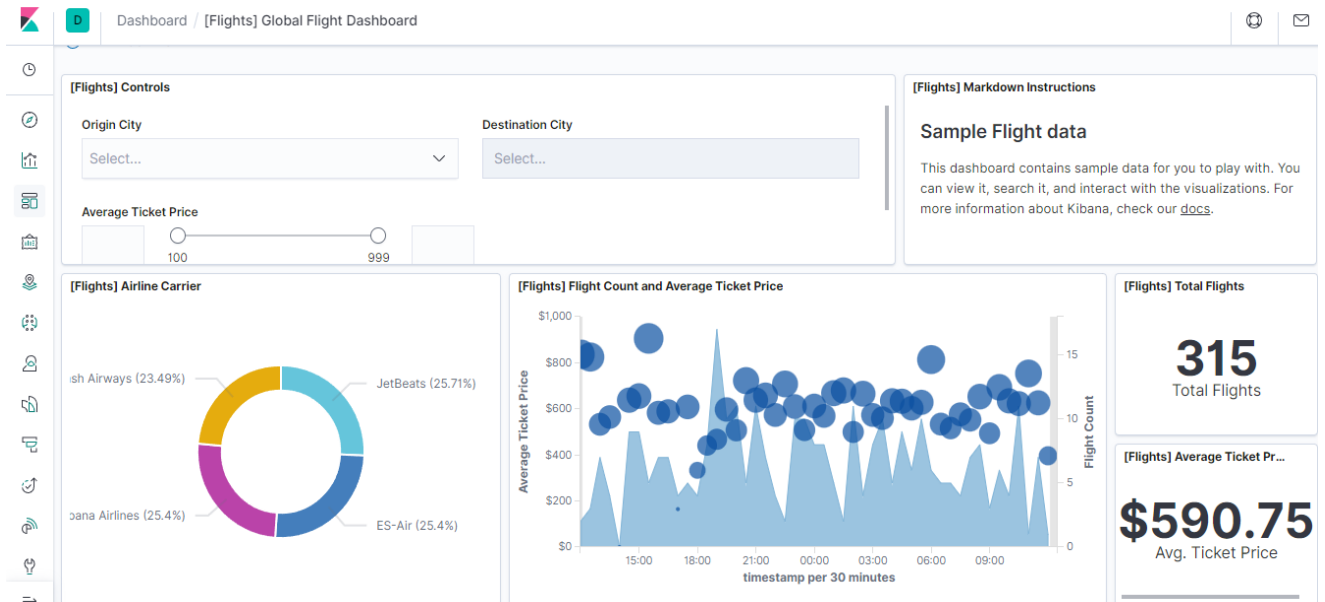 D Dashboard / [Flights] Global Flight Dashboard
[Flights] Controls
Origin City
Select...
Destination City
Select...
Average Ticket Price
100
999
[Flights] Markdown Instructions
Sample Flight data
This dashboard contains sample data for you to play with. You
can view it, search it, and interact with the visualizations. For
more information about Kibana, check our docs.
[Flights] Airline Carrier
sh Airways (23.49%)
JetBeats (25.71%)
bana Airlines (25.4%)
ES-Air (25.4%)
[Flights] Flight Count and Average Ticket Price
Average Ticket Price
$1,000
$800
$600
$400
$200
$0
15:00 18:00 21:00 00:00 03:00 06:00 09:00
timestamp per 30 minutes
15
10
5
0
Flight Count
[Flights] Total Flights
315
Total Flights
[Flights] Average Ticket Pr...
$590.75
Avg. Ticket Price